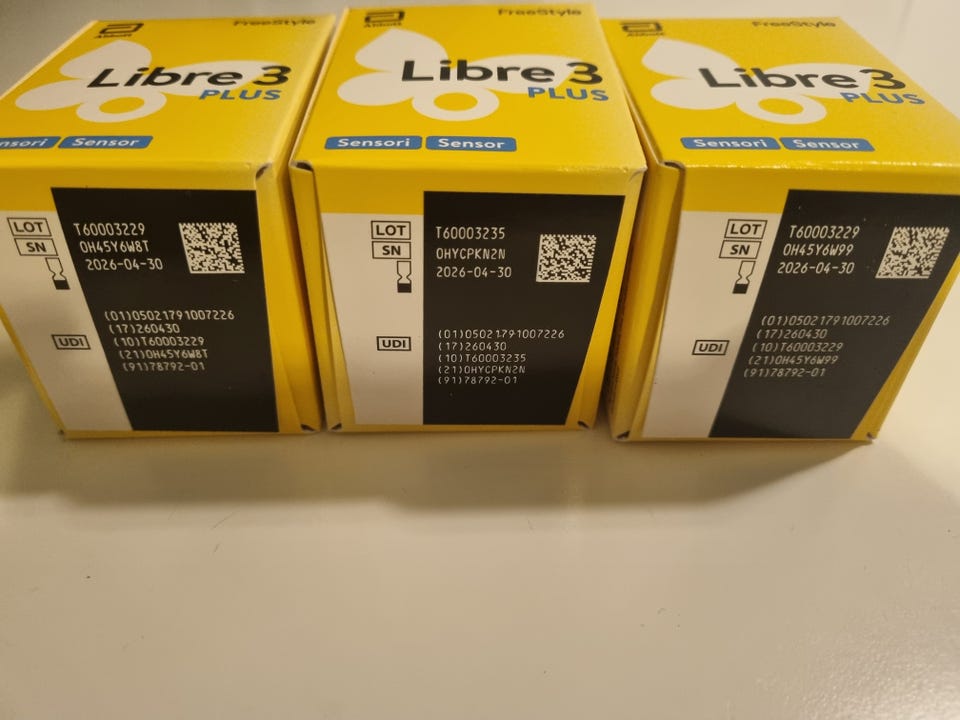 Abbott
FreeStyle
Libre 3
PLUS
Sensor
LOT
SN
T60003229
0H45Y6W8T
2026-04-30
UDI
(01)05021791007226
(17)260430
(10)T60003229
(21)0H45Y6W8T
(91)78792-01
Abbott
FreeStyle
Libre 3
PLUS
Sensori
Sensor
LOT
SN
T60003235
0HYCPKN2N
2026-04-30
UDI
(01)05021791007226
(17)260430
(10)T60003235
(21)0HYCPKN2N
(91)78792-01
Abbott
FreeStyle
Libre 3
PLUS
Sensori
Sensor
LOT
SN
T60003229
0H45Y6W99
2026-04-30
UDI
(01)05021791007226
(17)260430
(10)T60003229
(21)0H45Y6W99
(91)78792-01